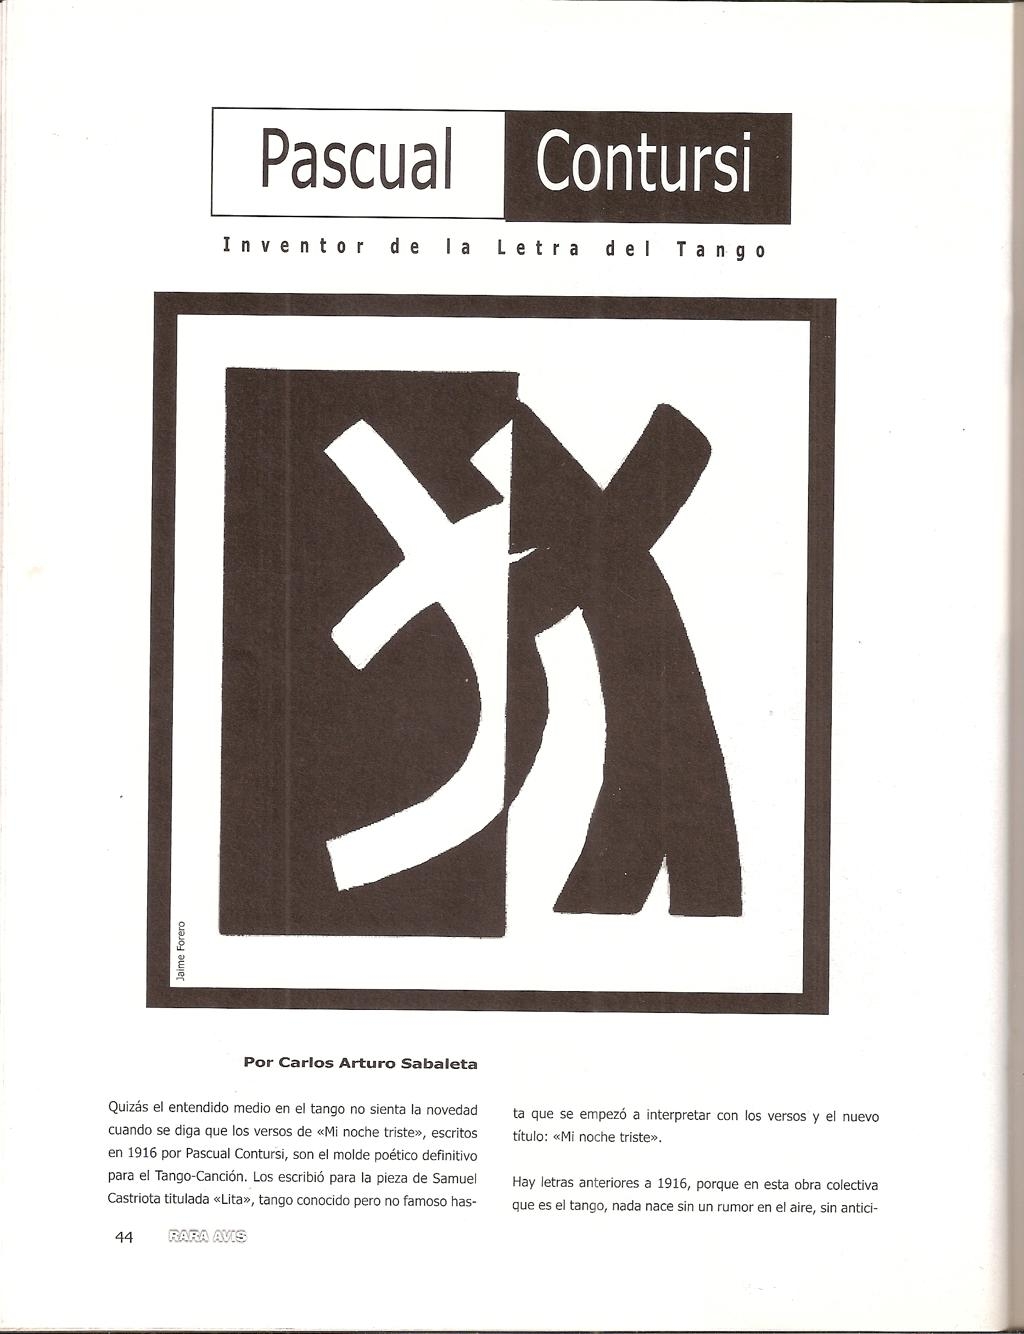 Pascual Contursi
Inventor de la Letra del Tango
Jaime Forero
Por Carlos Arturo Sabaleta
Quizás el entendido medio en el tango no sienta la novedad
cuando se diga que los versos de «Mi noche triste», escritos
en 1916 por Pascual Contursi, son el molde poético definitivo
para el Tango-Canción. Los escribió para la pieza de Samuel
Castriota titulada «Lita», tango conocido pero no famoso has-
ta que se empezó a interpretar con los versos y el nuevo
título: «Mi noche triste».
Hay letras anteriores a 1916, porque en esta obra colectiva
que es el tango, nada nace sin un rumor en el aire, sin antici-
44 RARA AVIS